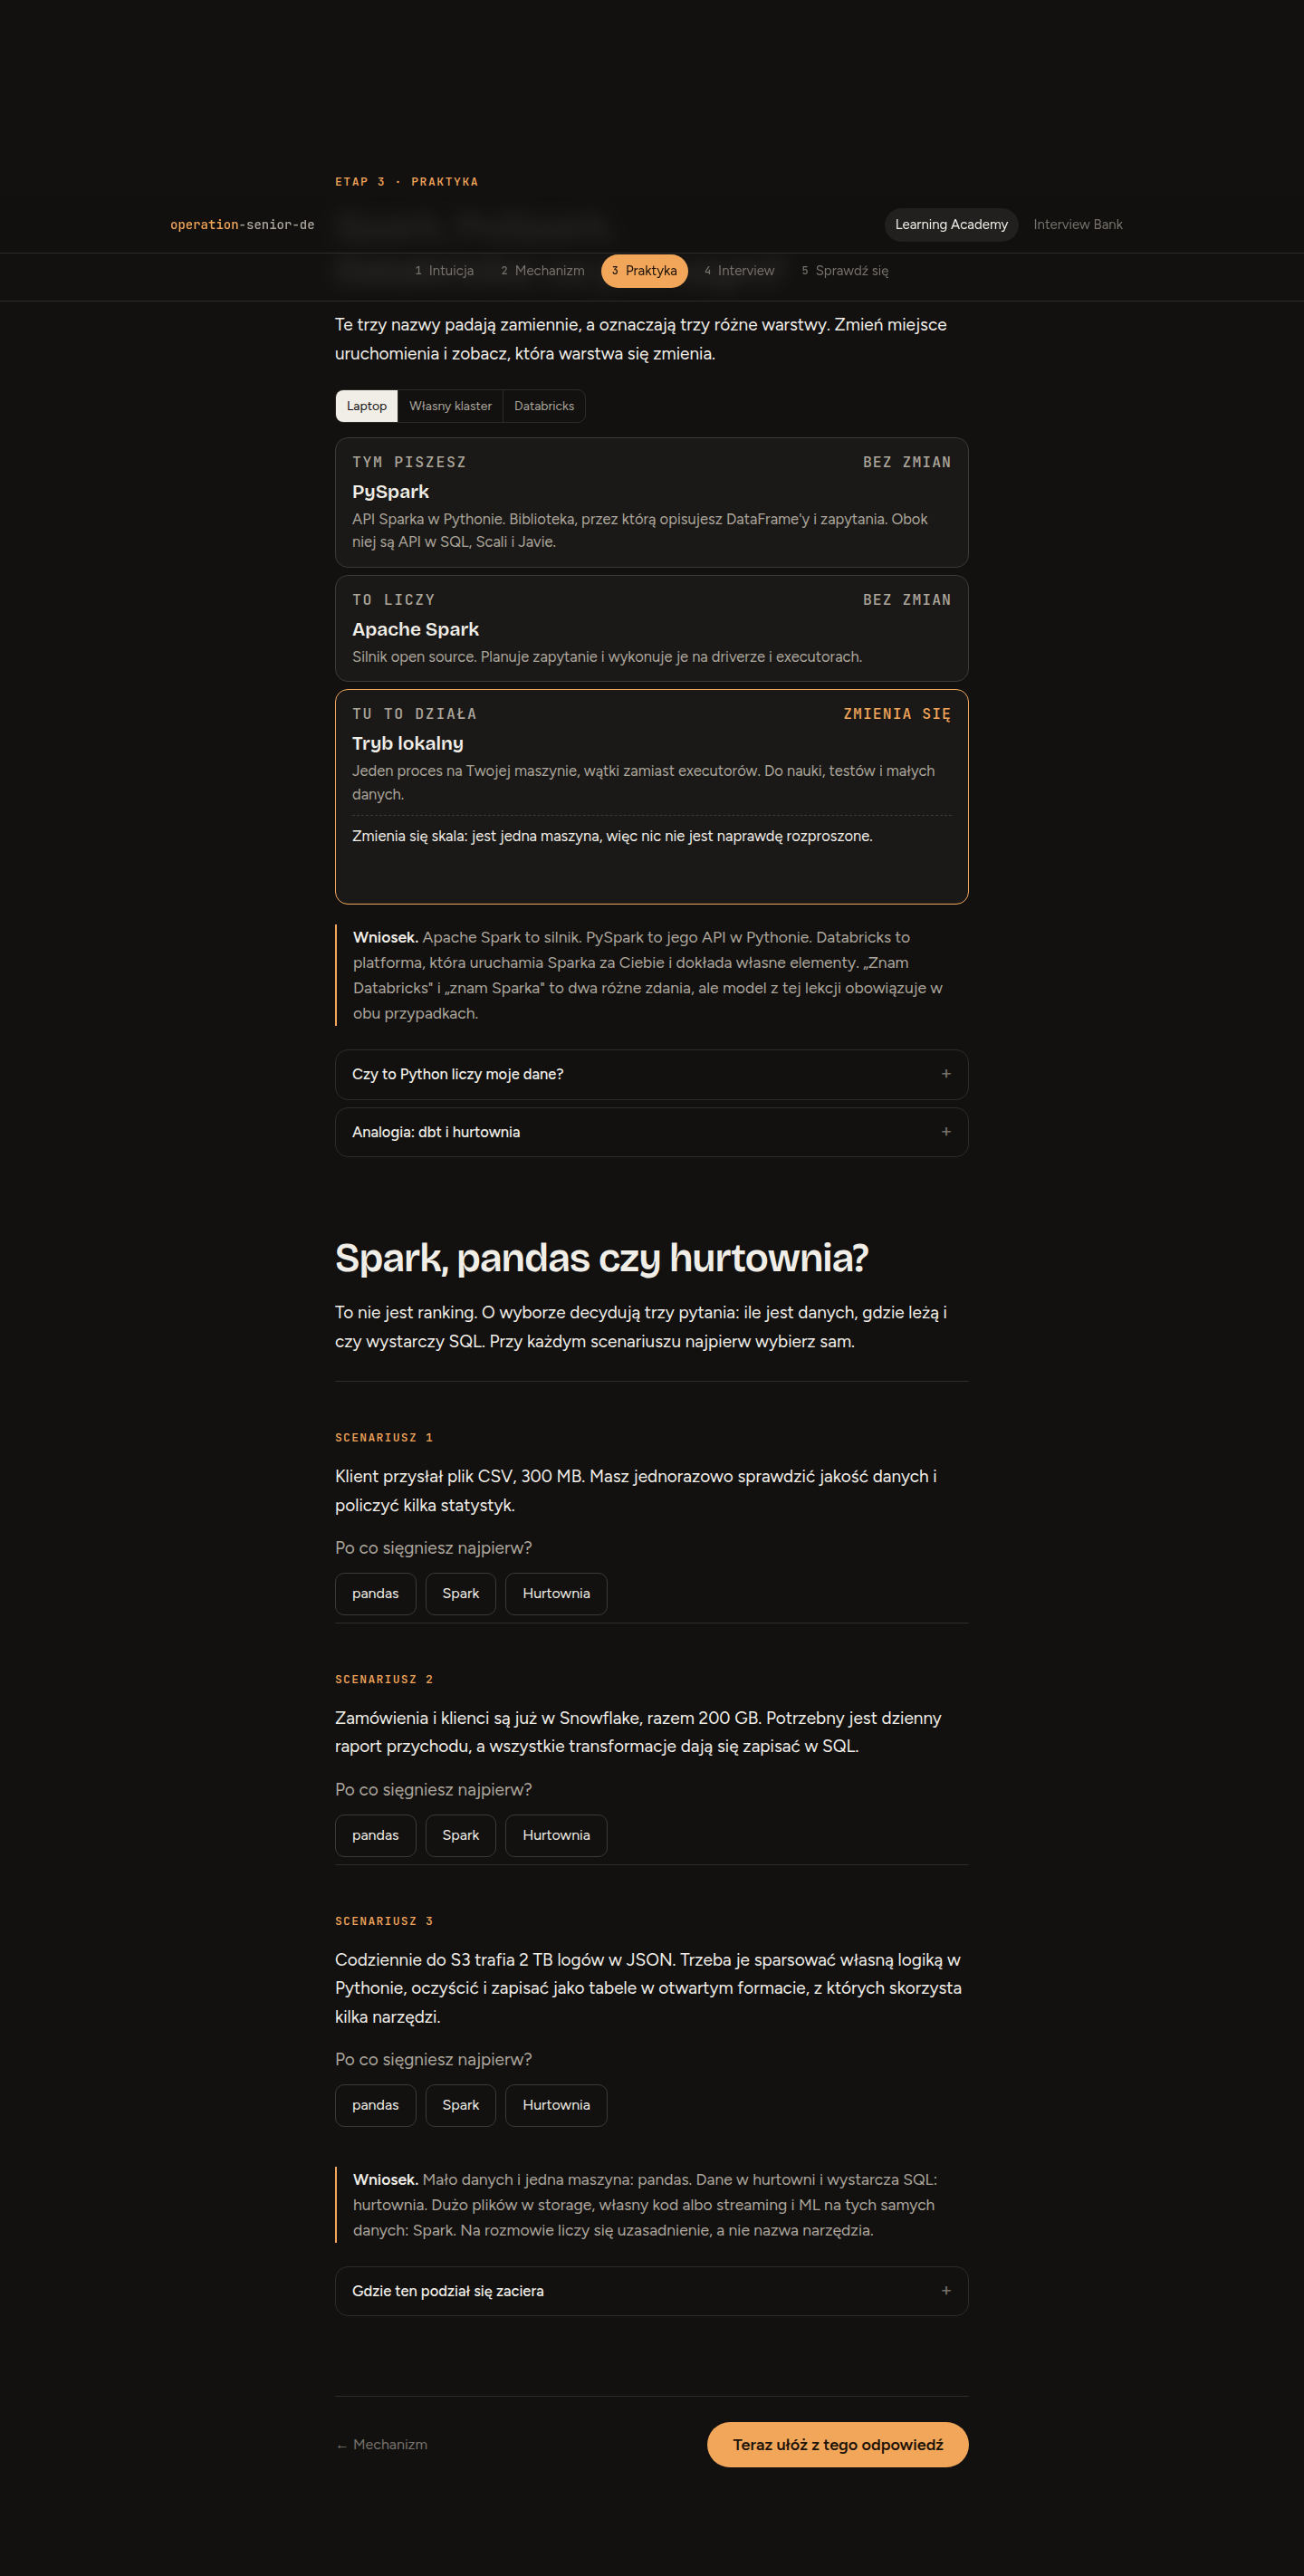 ETAP 3 · PRAKTYKA
operation-senior-de
Learning Academy
Interview Bank
1 Intuicja
2 Mechanizm
3 Praktyka
4 Interview
5 Sprawdź się
Te trzy nazwy padają zamiennie, a oznaczają trzy różne warstwy. Zmień miejsce
uruchomienia i zobacz, która warstwa się zmienia.
Laptop
Własny klaster
Databricks
TYM PISZESZ
BEZ ZMIAN
PySpark
API Sparka w Pythonie. Biblioteka, przez którą opisujesz DataFrame'y i zapytania. Obok
niej są API w SQL, Scali i Javie.
TO LICZY
BEZ ZMIAN
Apache Spark
Silnik open source. Planuje zapytanie i wykonuje je na driverze i executorach.
TU TO DZIAŁA
ZMIENIA SIĘ
Tryb lokalny
Jeden proces na Twojej maszynie, wątki zamiast executorów. Do nauki, testów i małych
danych.
Zmienia się skala: jest jedna maszyna, więc nic nie jest naprawdę rozproszone.
Wniosek. Apache Spark to silnik. PySpark to jego API w Pythonie. Databricks to
platforma, która uruchamia Sparka za Ciebie i dokłada własne elementy. „Znam
Databricks" i „znam Sparka" to dwa różne zdania, ale model z tej lekcji obowiązuje w
obu przypadkach.
Czy to Python liczy moje dane?
+
Analogia: dbt i hurtownia
+
Spark, pandas czy hurtownia?
To nie jest ranking. O wyborze decydują trzy pytania: ile jest danych, gdzie leżą i
czy wystarczy SQL. Przy każdym scenariuszu najpierw wybierz sam.
SCENARIUSZ 1
Klient przysłał plik CSV, 300 MB. Masz jednorazowo sprawdzić jakość danych i
policzyć kilka statystyk.
Po co sięgniesz najpierw?
pandas
Spark
Hurtownia
SCENARIUSZ 2
Zamówienia i klienci są już w Snowflake, razem 200 GB. Potrzebny jest dzienny
raport przychodu, a wszystkie transformacje dają się zapisać w SQL.
Po co sięgniesz najpierw?
pandas
Spark
Hurtownia
SCENARIUSZ 3
Codziennie do S3 trafia 2 TB logów w JSON. Trzeba je sparsować własną logiką w
Pythonie, oczyścić i zapisać jako tabele w otwartym formacie, z których skorzysta
kilka narzędzi.
Po co sięgniesz najpierw?
pandas
Spark
Hurtownia
Wniosek. Mało danych i jedna maszyna: pandas. Dane w hurtowni i wystarcza SQL:
hurtownia. Dużo plików w storage, własny kod albo streaming i ML na tych samych
danych: Spark. Na rozmowie liczy się uzasadnienie, a nie nazwa narzędzia.
Gdzie ten podział się zaciera
+
← Mechanizm
Teraz ułóż z tego odpowiedź